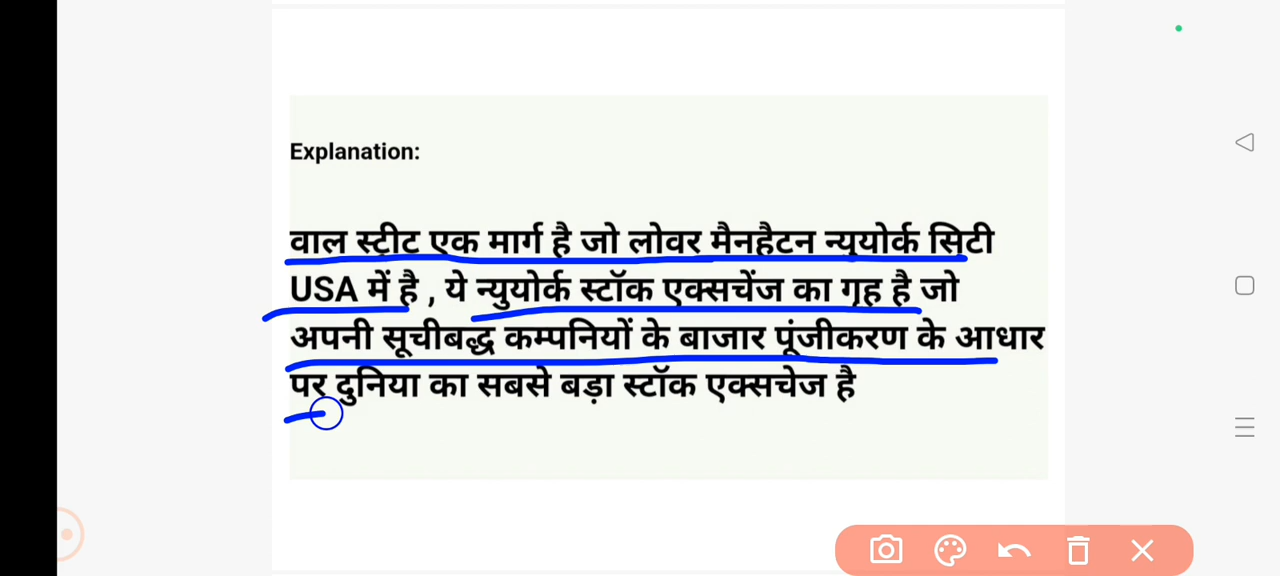 Explanation:
वाल स्टीट एक मार्ग है जो लोवर मैनहैटन न्युयोर्क सिटी
USA में है , ये न्युयोर्क स्टॉक एक्सचेंज का गृह है जो
अपनी सूचीबद्ध कम्पनियों के बाजार पूंजीकरण के आधार
पर दुनिया का सबसे बड़ा स्टॉक एक्सचेज है